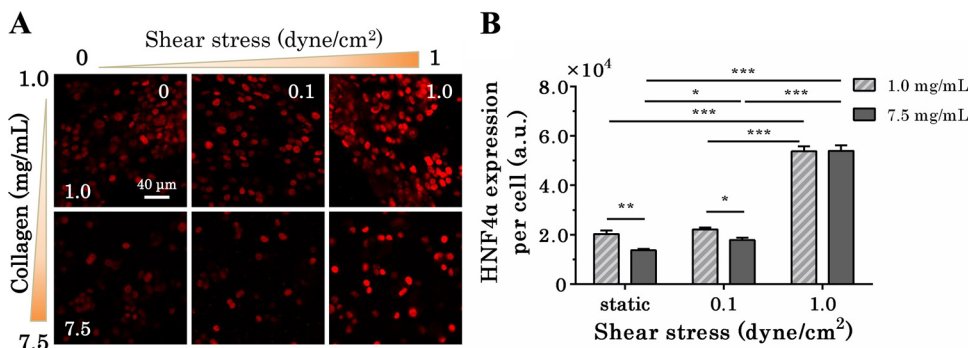 A
Shear stress (dyne/cm²)
0
1
1.0
Collagen (mg/mL)
7.5
0
0.1
1.0
1.0
40 µm
7.5
B
HNF4α expression
per cell (a.u.)
×10⁴
8.0
6.0
4.0
2.0
0
***
*
***
***
***
**
*
1.0 mg/mL
7.5 mg/mL
static
0.1
1.0
Shear stress (dyne/cm²)